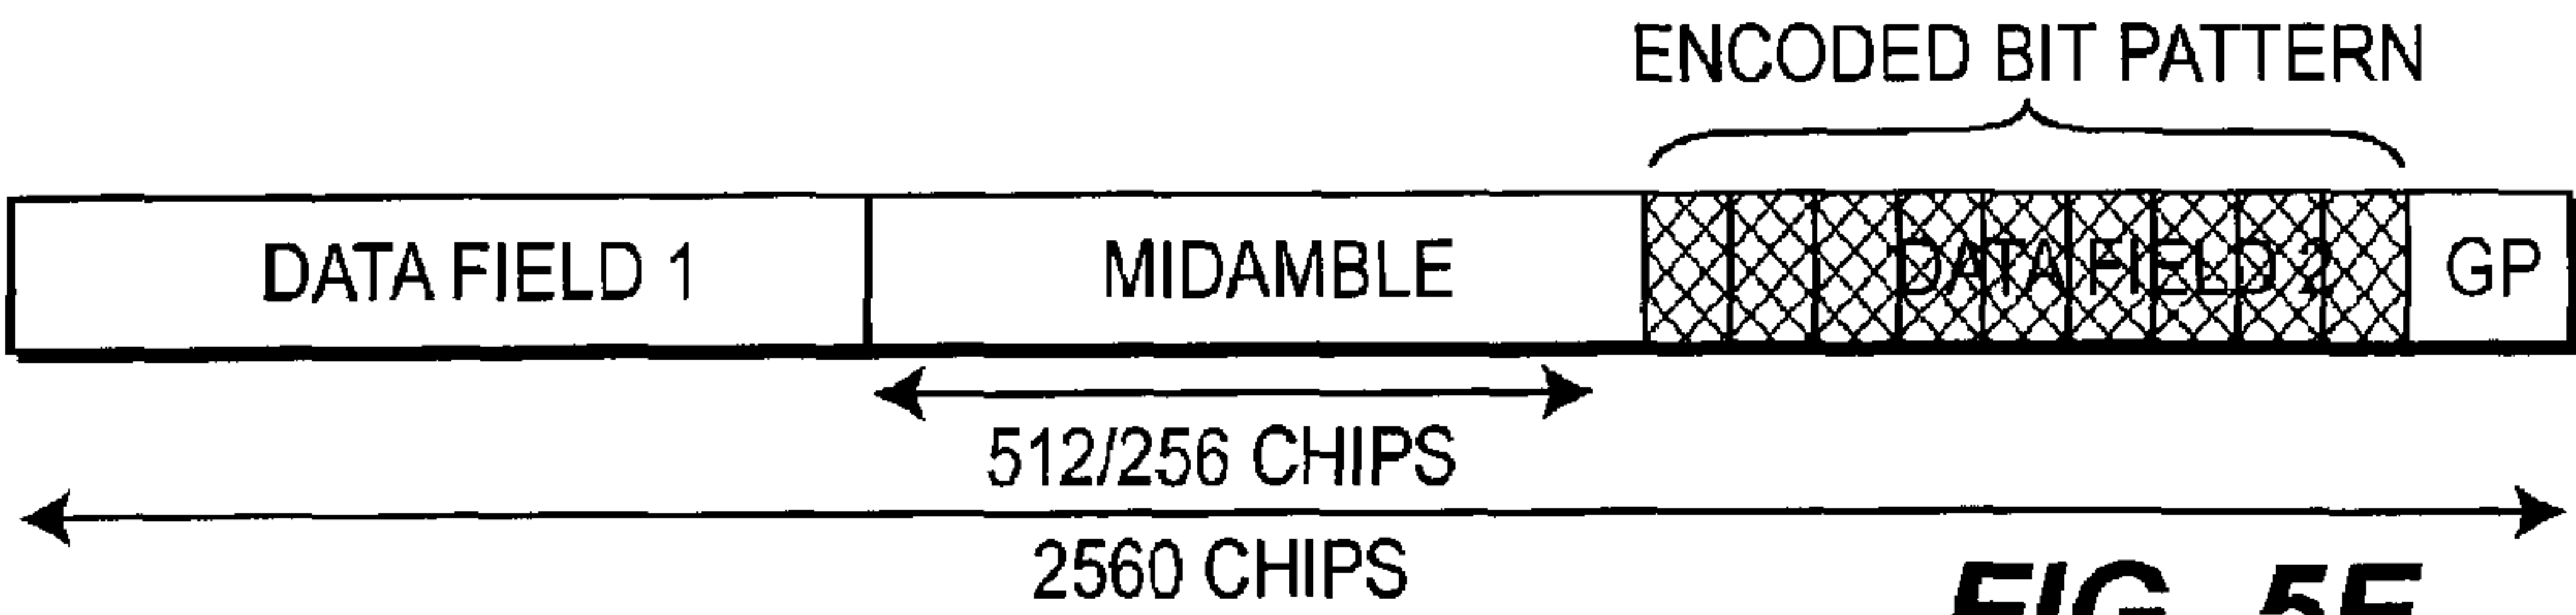 ENCODED BIT PATTERN
DATA FIELD 1 MIDAMBLE DATA FIELD 2 GP
512/256 CHIPS
2560 CHIPS